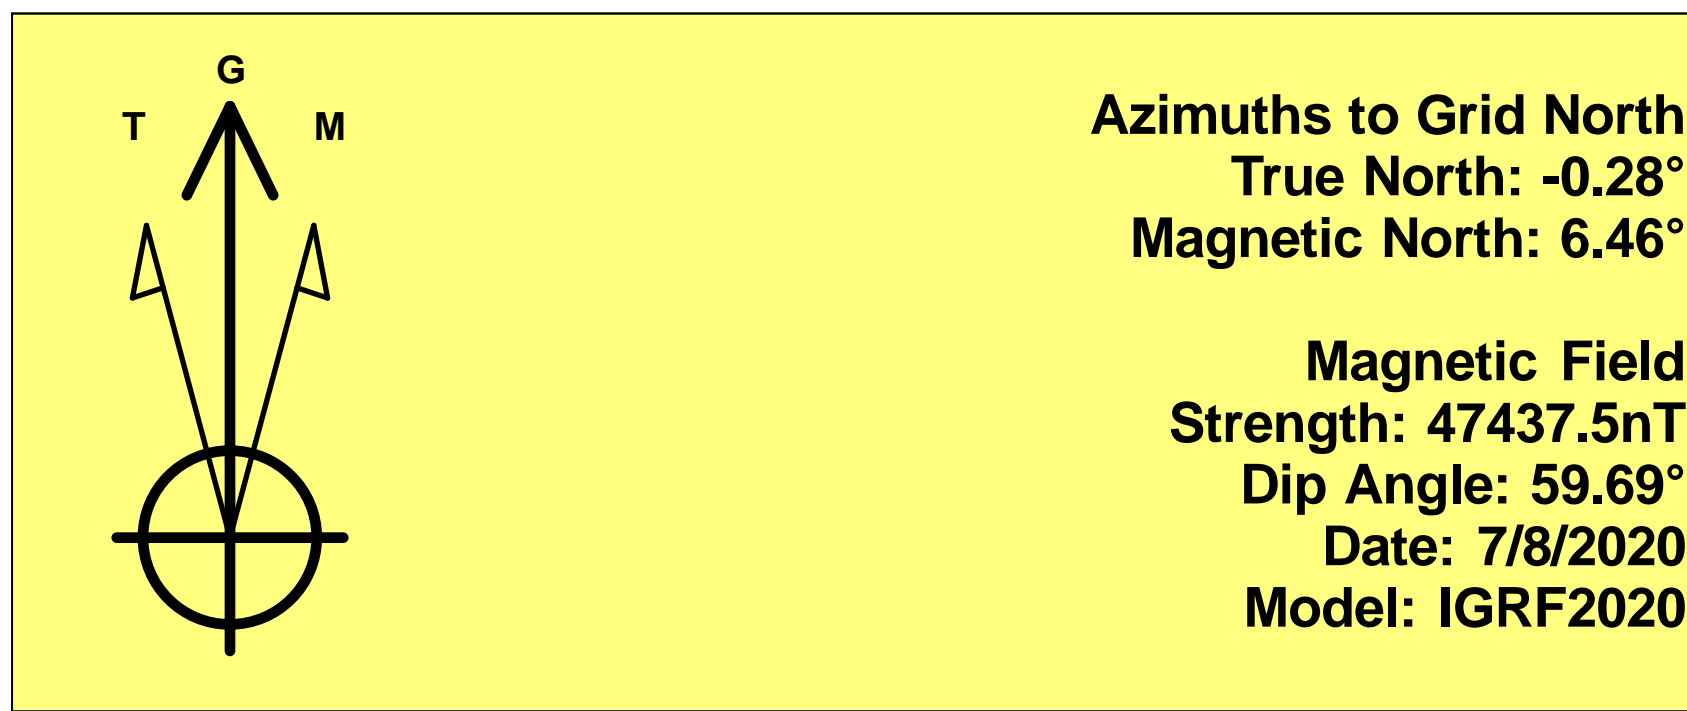 G
T M
Azimuths to Grid North
True North: -0.28°
Magnetic North: 6.46°
Magnetic Field
Strength: 47437.5nT
Dip Angle: 59.69°
Date: 7/8/2020
Model: IGRF2020